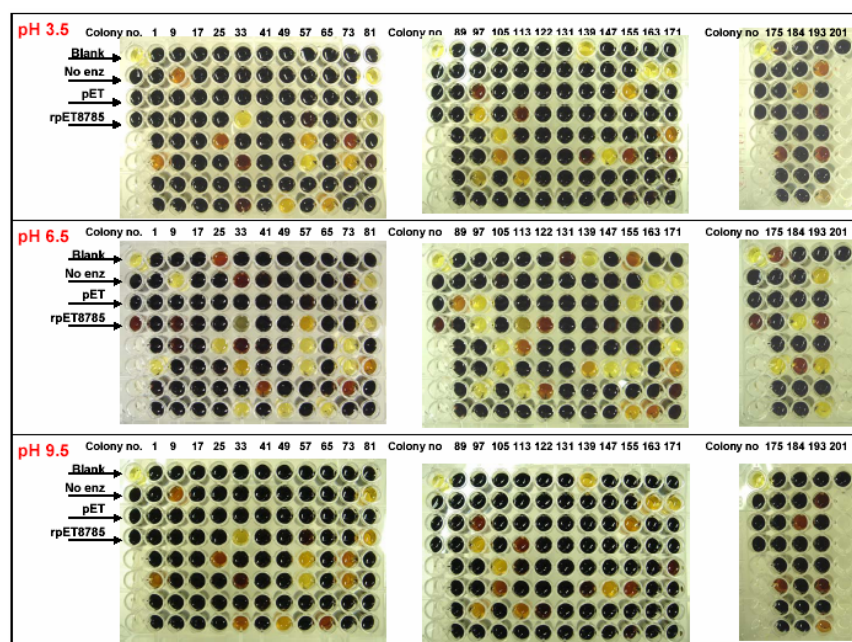 pH 3.5
Colony no. 1 9 17 25 33 41 49 57 65 73 81
Colony no 89 97 105 113 122 131 139 147 155 163 171
Colony no. 175 184 193 201
Blank
No enz
pET
rpET8785
pH 6.5
Colony no. 1 9 17 25 33 41 49 57 65 73 81
Colony no 89 97 105 113 122 131 139 147 155 163 171
Colony no 175 184 193 201
Blank
No enz
pET
rpET8785
pH 9.5
Colony no. 1 9 17 25 33 41 49 57 65 73 81
Colony no 89 97 105 113 122 131 139 147 155 163 171
Colony no 175 184 193 201
Blank
No enz
pET
rpET8785